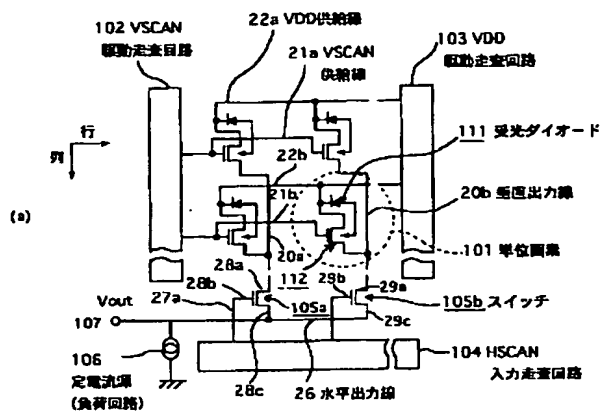 102 VSCAN
駆動走査回路
22a VDD供給線
21a VSCAN
供給線
103 VDD
駆動走査回路
行
列
111 受光ダイオード
22b
21b
20b 垂直出力線
(a)
101 単位画素
20a
112
28a
28b
27a
29b
29a
Vout
105a
105b スイッチ
107
29c
106
定電流源
(負荷回路)
28c
26 水平出力線
104 HSCAN
入力走査回路